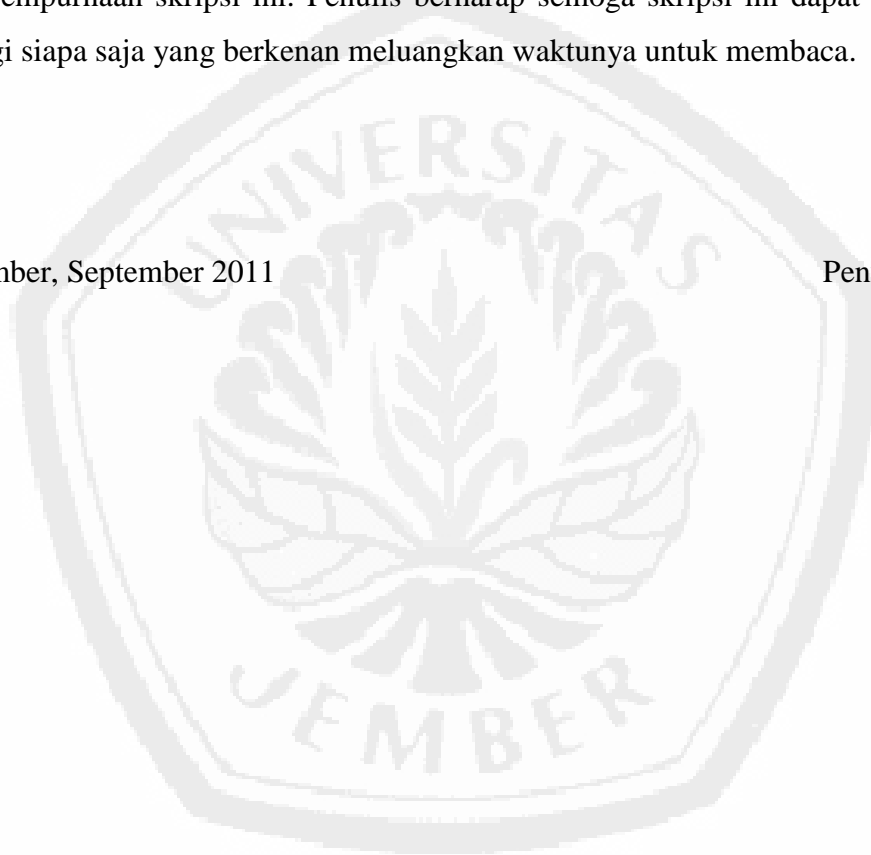 empurnaan skripsi ini. Penulis berharap semoga skripsi ini dapat
gi siapa saja yang berkenan meluangkan waktunya untuk membaca.
UNIVERSITAS
mber, September 2011 Pen
JEMBER